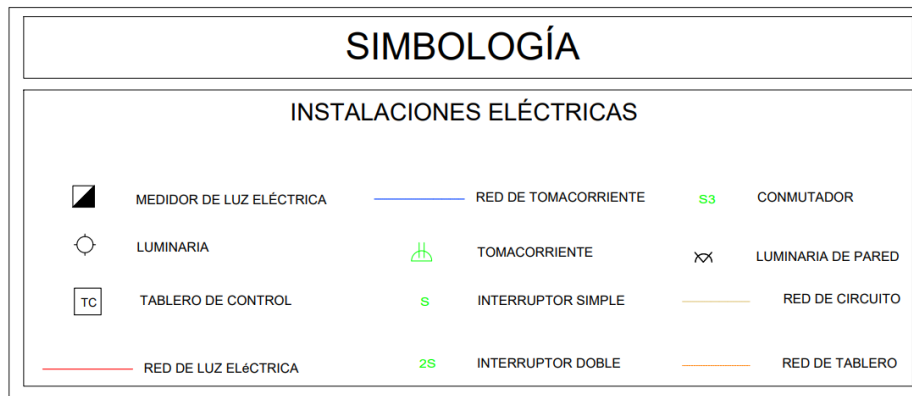 SIMBOLOGÍA
INSTALACIONES ELÉCTRICAS
MEDIDOR DE LUZ ELÉCTRICA
RED DE TOMACORRIENTE
S3 CONMUTADOR
LUMINARIA
TOMACORRIENTE
LUMINARIA DE PARED
TC TABLERO DE CONTROL
S INTERRUPTOR SIMPLE
RED DE CIRCUITO
RED DE LUZ ELéCTRICA
2S INTERRUPTOR DOBLE
RED DE TABLERO